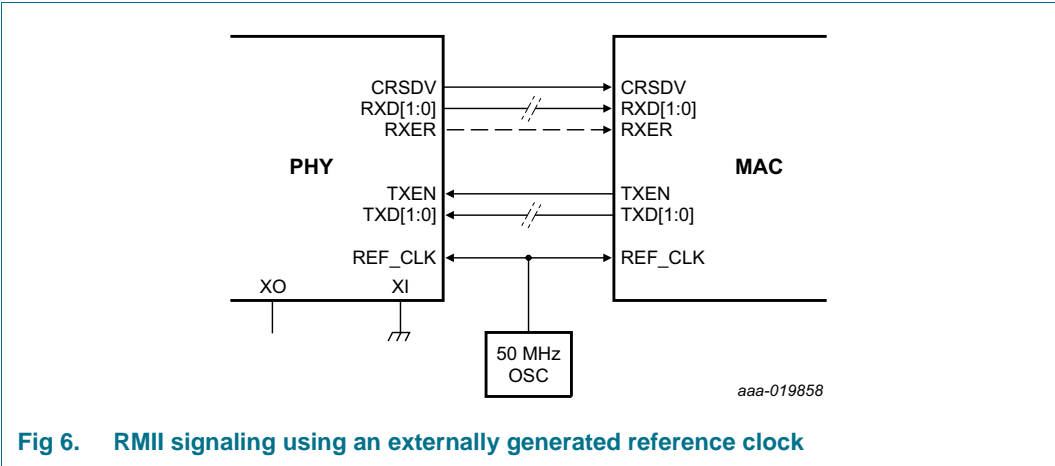 CRSDV CRSDV
RXD[1:0] RXD[1:0]
RXER RXER
PHY MAC
TXEN TXEN
TXD[1:0] TXD[1:0]
REF_CLK REF_CLK
XO XI
50 MHz
OSC
aaa-019858
Fig 6. RMII signaling using an externally generated reference clock